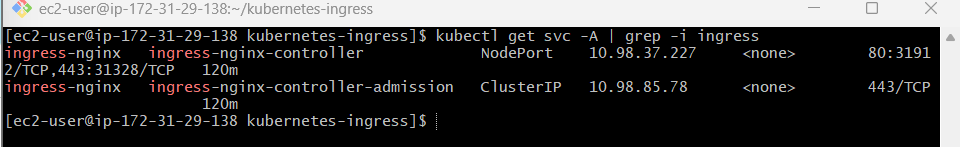 ec2-user@ip-172-31-29-138:~/kubernetes-ingress
[ec2-user@ip-172-31-29-138 kubernetes-ingress]$ kubectl get svc -A | grep -i ingress
ingress-nginx   ingress-nginx-controller             NodePort    10.98.37.227     <none>        80:3191
2/TCP,443:31328/TCP   120m
ingress-nginx   ingress-nginx-controller-admission   ClusterIP   10.98.85.78      <none>        443/TCP
                      120m
[ec2-user@ip-172-31-29-138 kubernetes-ingress]$